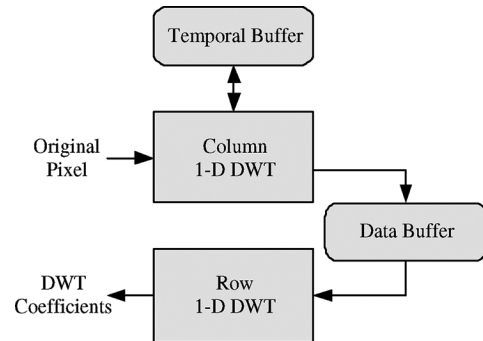 Temporal Buffer
Original
Pixel
Column
1-D DWT
Data Buffer
DWT
Coefficients
Row
1-D DWT